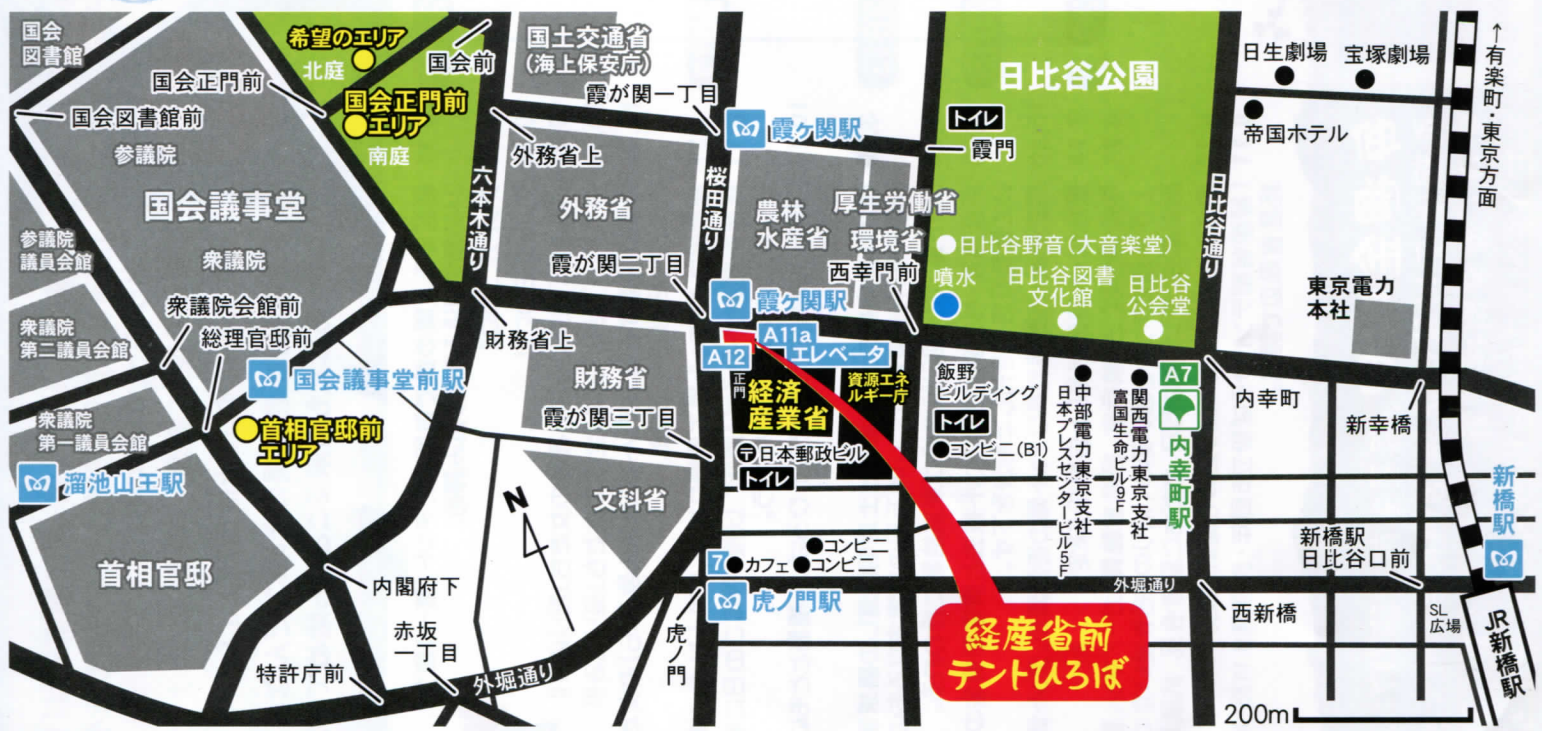 国会
図書館
希望のエリア
北庭
国会前
国土交通省
(海上保安庁)
日比谷公園
日生劇場
宝塚劇場
↑有楽町・東京方面
国会正門前
国会正門前
エリア
南庭
霞が関一丁目
霞ヶ関駅
トイレ
霞門
帝国ホテル
国会図書館前
参議院
外務省上
六本木通り
桜田通り
日比谷通り
国会議事堂
外務省
農林
水産省
厚生労働省
環境省
参議院
議員会館
衆議院
霞が関二丁目
日比谷野音(大音楽堂)
西幸門前
噴水
日比谷図書
文化館
日比谷
公会堂
東京電力
本社
衆議院会館前
霞ヶ関駅
衆議院
第二議員会館
総理官邸前
財務省上
A11a
エレベータ
A12
国会議事堂前駅
財務省
正門
経済
産業省
資源エネ
ルギー庁
飯野
ビルディング
トイレ
コンビニ(B1)
中部電力東京支社
日本プレスセンタービル5F
関西電力東京支社
富国生命ビル9F
A7
内幸町駅
内幸町
新幸橋
衆議院
第一議員会館
首相官邸前
エリア
霞が関三丁目
〒日本郵政ビル
トイレ
溜池山王駅
文科省
N
新橋駅
首相官邸
コンビニ
7
カフェ
コンビニ
新橋駅
日比谷口前
内閣府下
虎ノ門駅
外堀通り
西新橋
SL
広場
JR新橋駅
赤坂
一丁目
虎ノ門
経産省前
テントひろば
特許庁前
外堀通り
200m